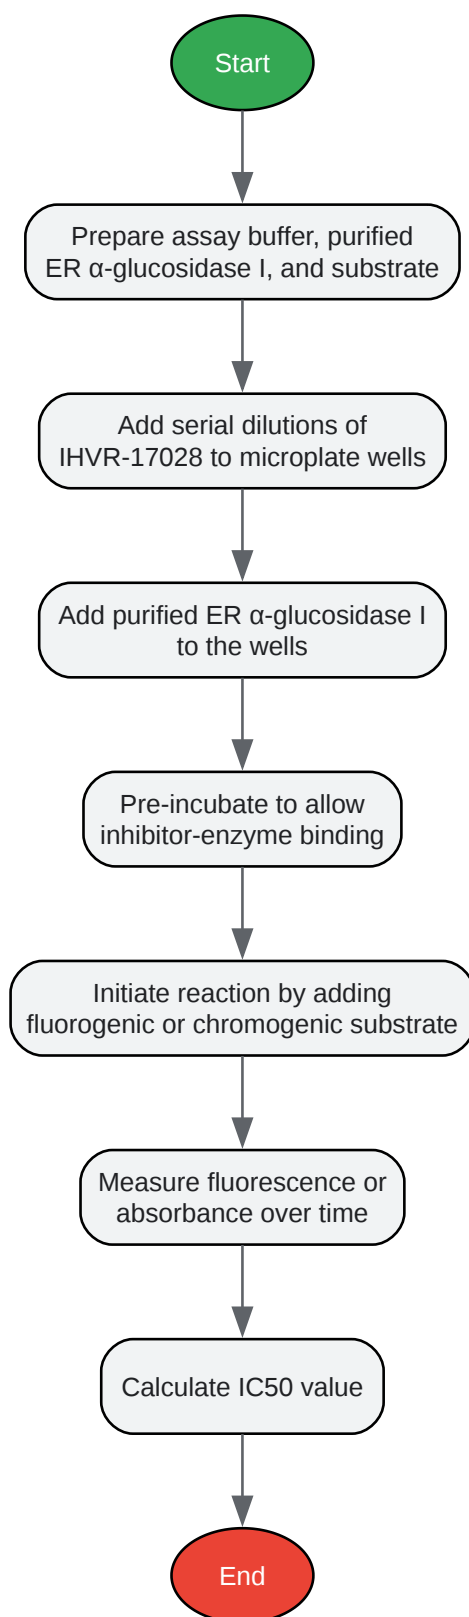 Start
Prepare assay buffer, purified
ER α-glucosidase I, and substrate
Add serial dilutions of
IHVR-17028 to microplate wells
Add purified ER α-glucosidase I
to the wells
Pre-incubate to allow
inhibitor-enzyme binding
Initiate reaction by adding
fluorogenic or chromogenic substrate
Measure fluorescence or
absorbance over time
Calculate IC50 value
End